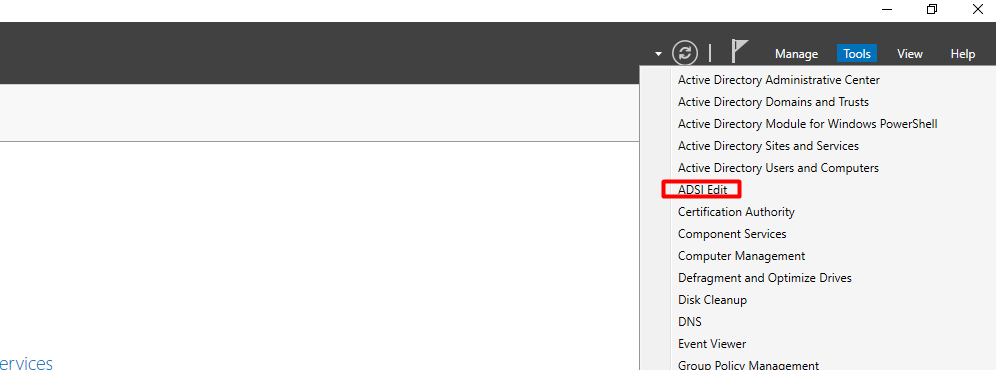 Manage Tools View Help
Active Directory Administrative Center
Active Directory Domains and Trusts
Active Directory Module for Windows PowerShell
Active Directory Sites and Services
Active Directory Users and Computers
ADSI Edit
Certification Authority
Component Services
Computer Management
Defragment and Optimize Drives
Disk Cleanup
DNS
Event Viewer
ervices
Group Policy Management